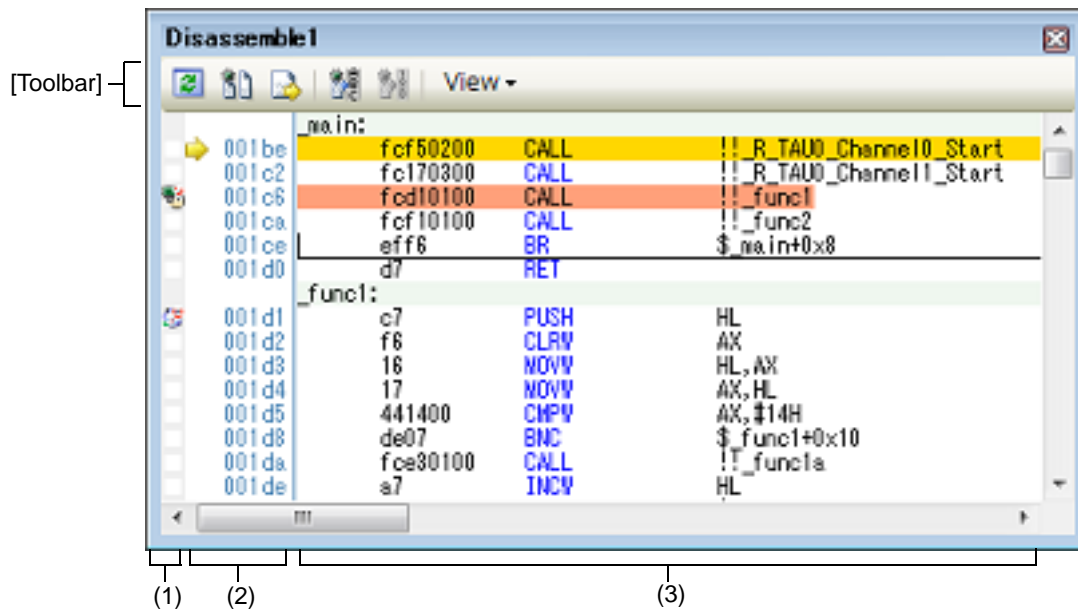 Disassemble1
[Toolbar]
View
_main:
001be fcf50200 CALL !!_R_TAU0_Channel0_Start
001c2 fc170300 CALL !!_R_TAU0_Channel1_Start
001c6 fcd10100 CALL !!_func1
001ca fcf10100 CALL !!_func2
001ce eff6 BR $_main+0x8
001d0 d7 RET
_func1:
001d1 c7 PUSH HL
001d2 f6 CLRW AX
001d3 16 MOVW HL,AX
001d4 17 MOVW AX,HL
001d5 441400 CMPW AX,#14H
001d8 de07 BNC $_func1+0x10
001da fce30100 CALL !!_func1a
001de a7 INCW HL
(1) (2) (3)